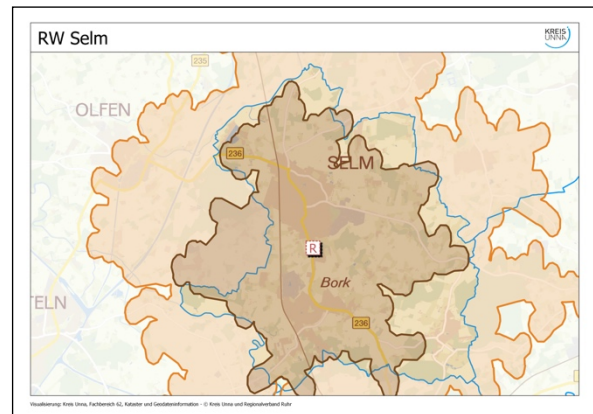 RW Selm
KREIS
UNNA
235
OLFEN
236
SELM
R
Bork
TELN
236
Visualisierung: Kreis Unna, Fachbereich 62, Kataster und Geodateninformation - © Kreis Unna und Regionalverband Ruhr